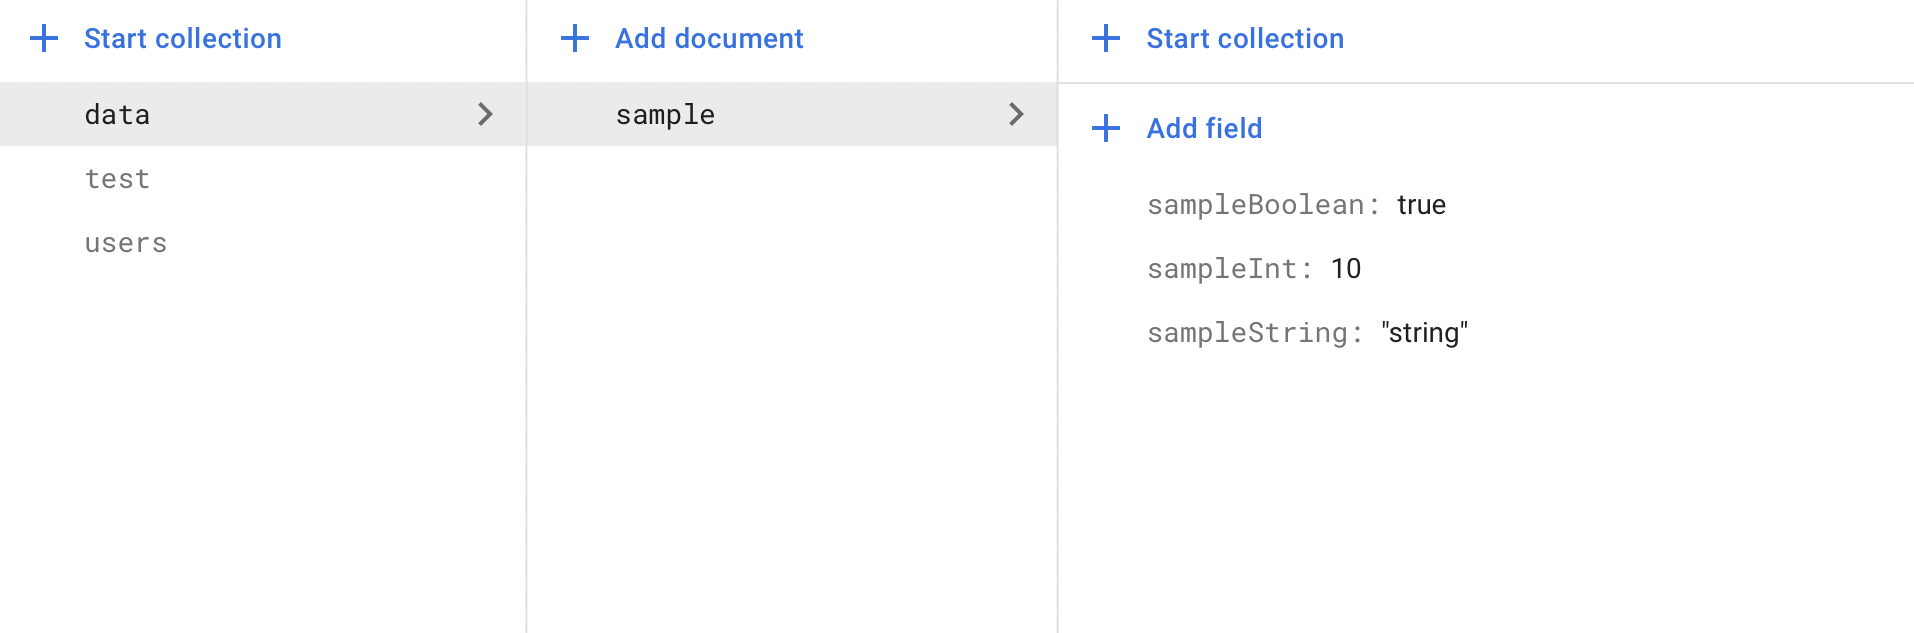 Start collection
data
test
users
Add document
sample
Start collection
Add field
sampleBoolean: true
sampleInt: 10
sampleString: "string"